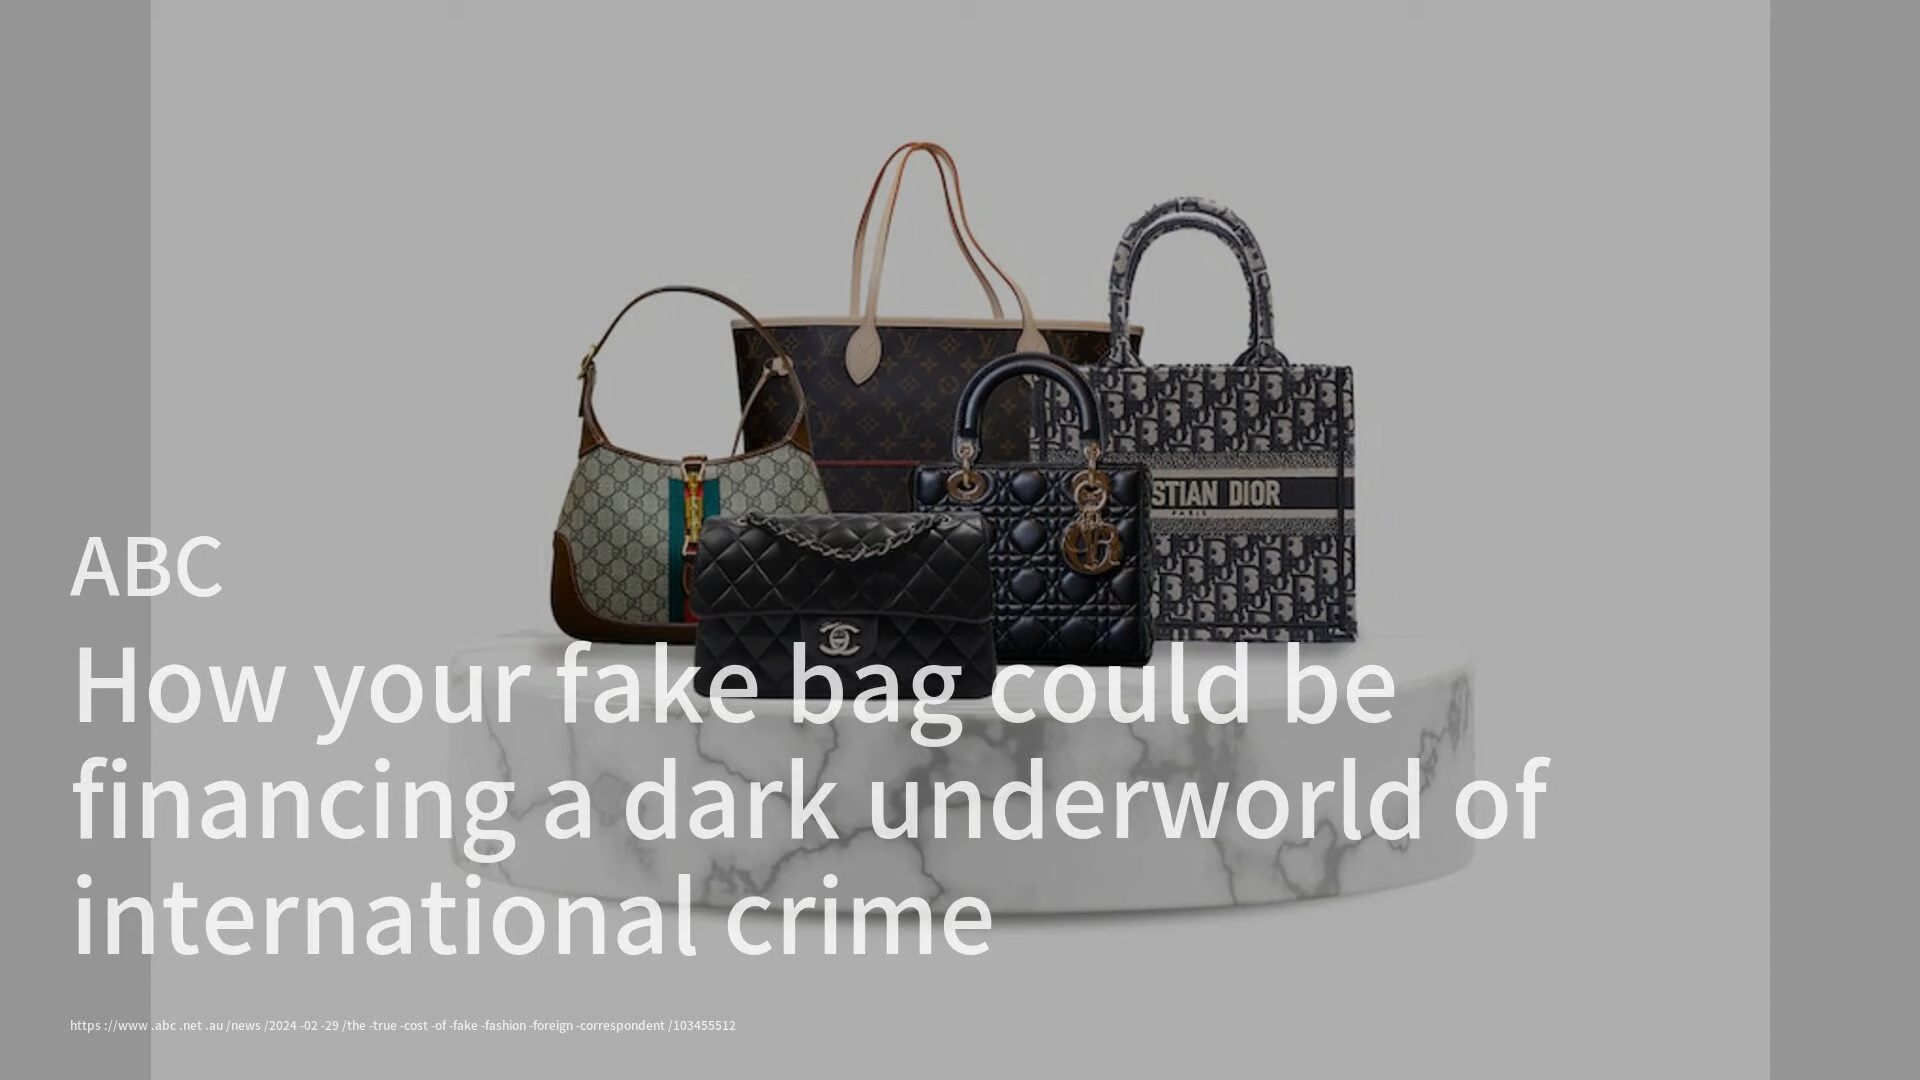 STIAN DIOR
PARIS
ABC
How your fake bag could be
financing a dark underworld of
international crime
https ://www .abc .net .au /news /2024 -02 -29 /the -true -cost -of -fake -fashion -foreign -correspondent /103455512